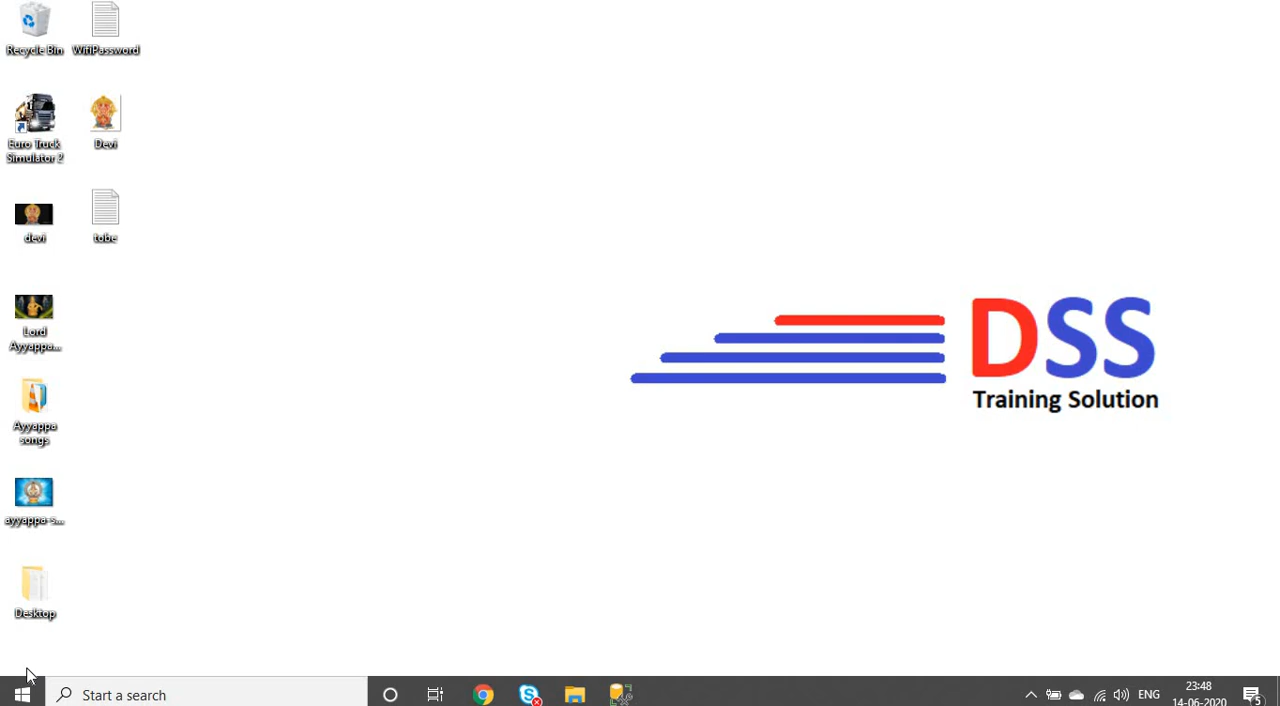 Recycle Bin
WifiPassword
Euro Truck
Simulator 2
Devi
devi
tobe
Lord
Ayyappa...
Ayyappa
songs
ayyappa-s...
Desktop
DSS
Training Solution
Start a search
ENG
23:48
14-06-2020
5